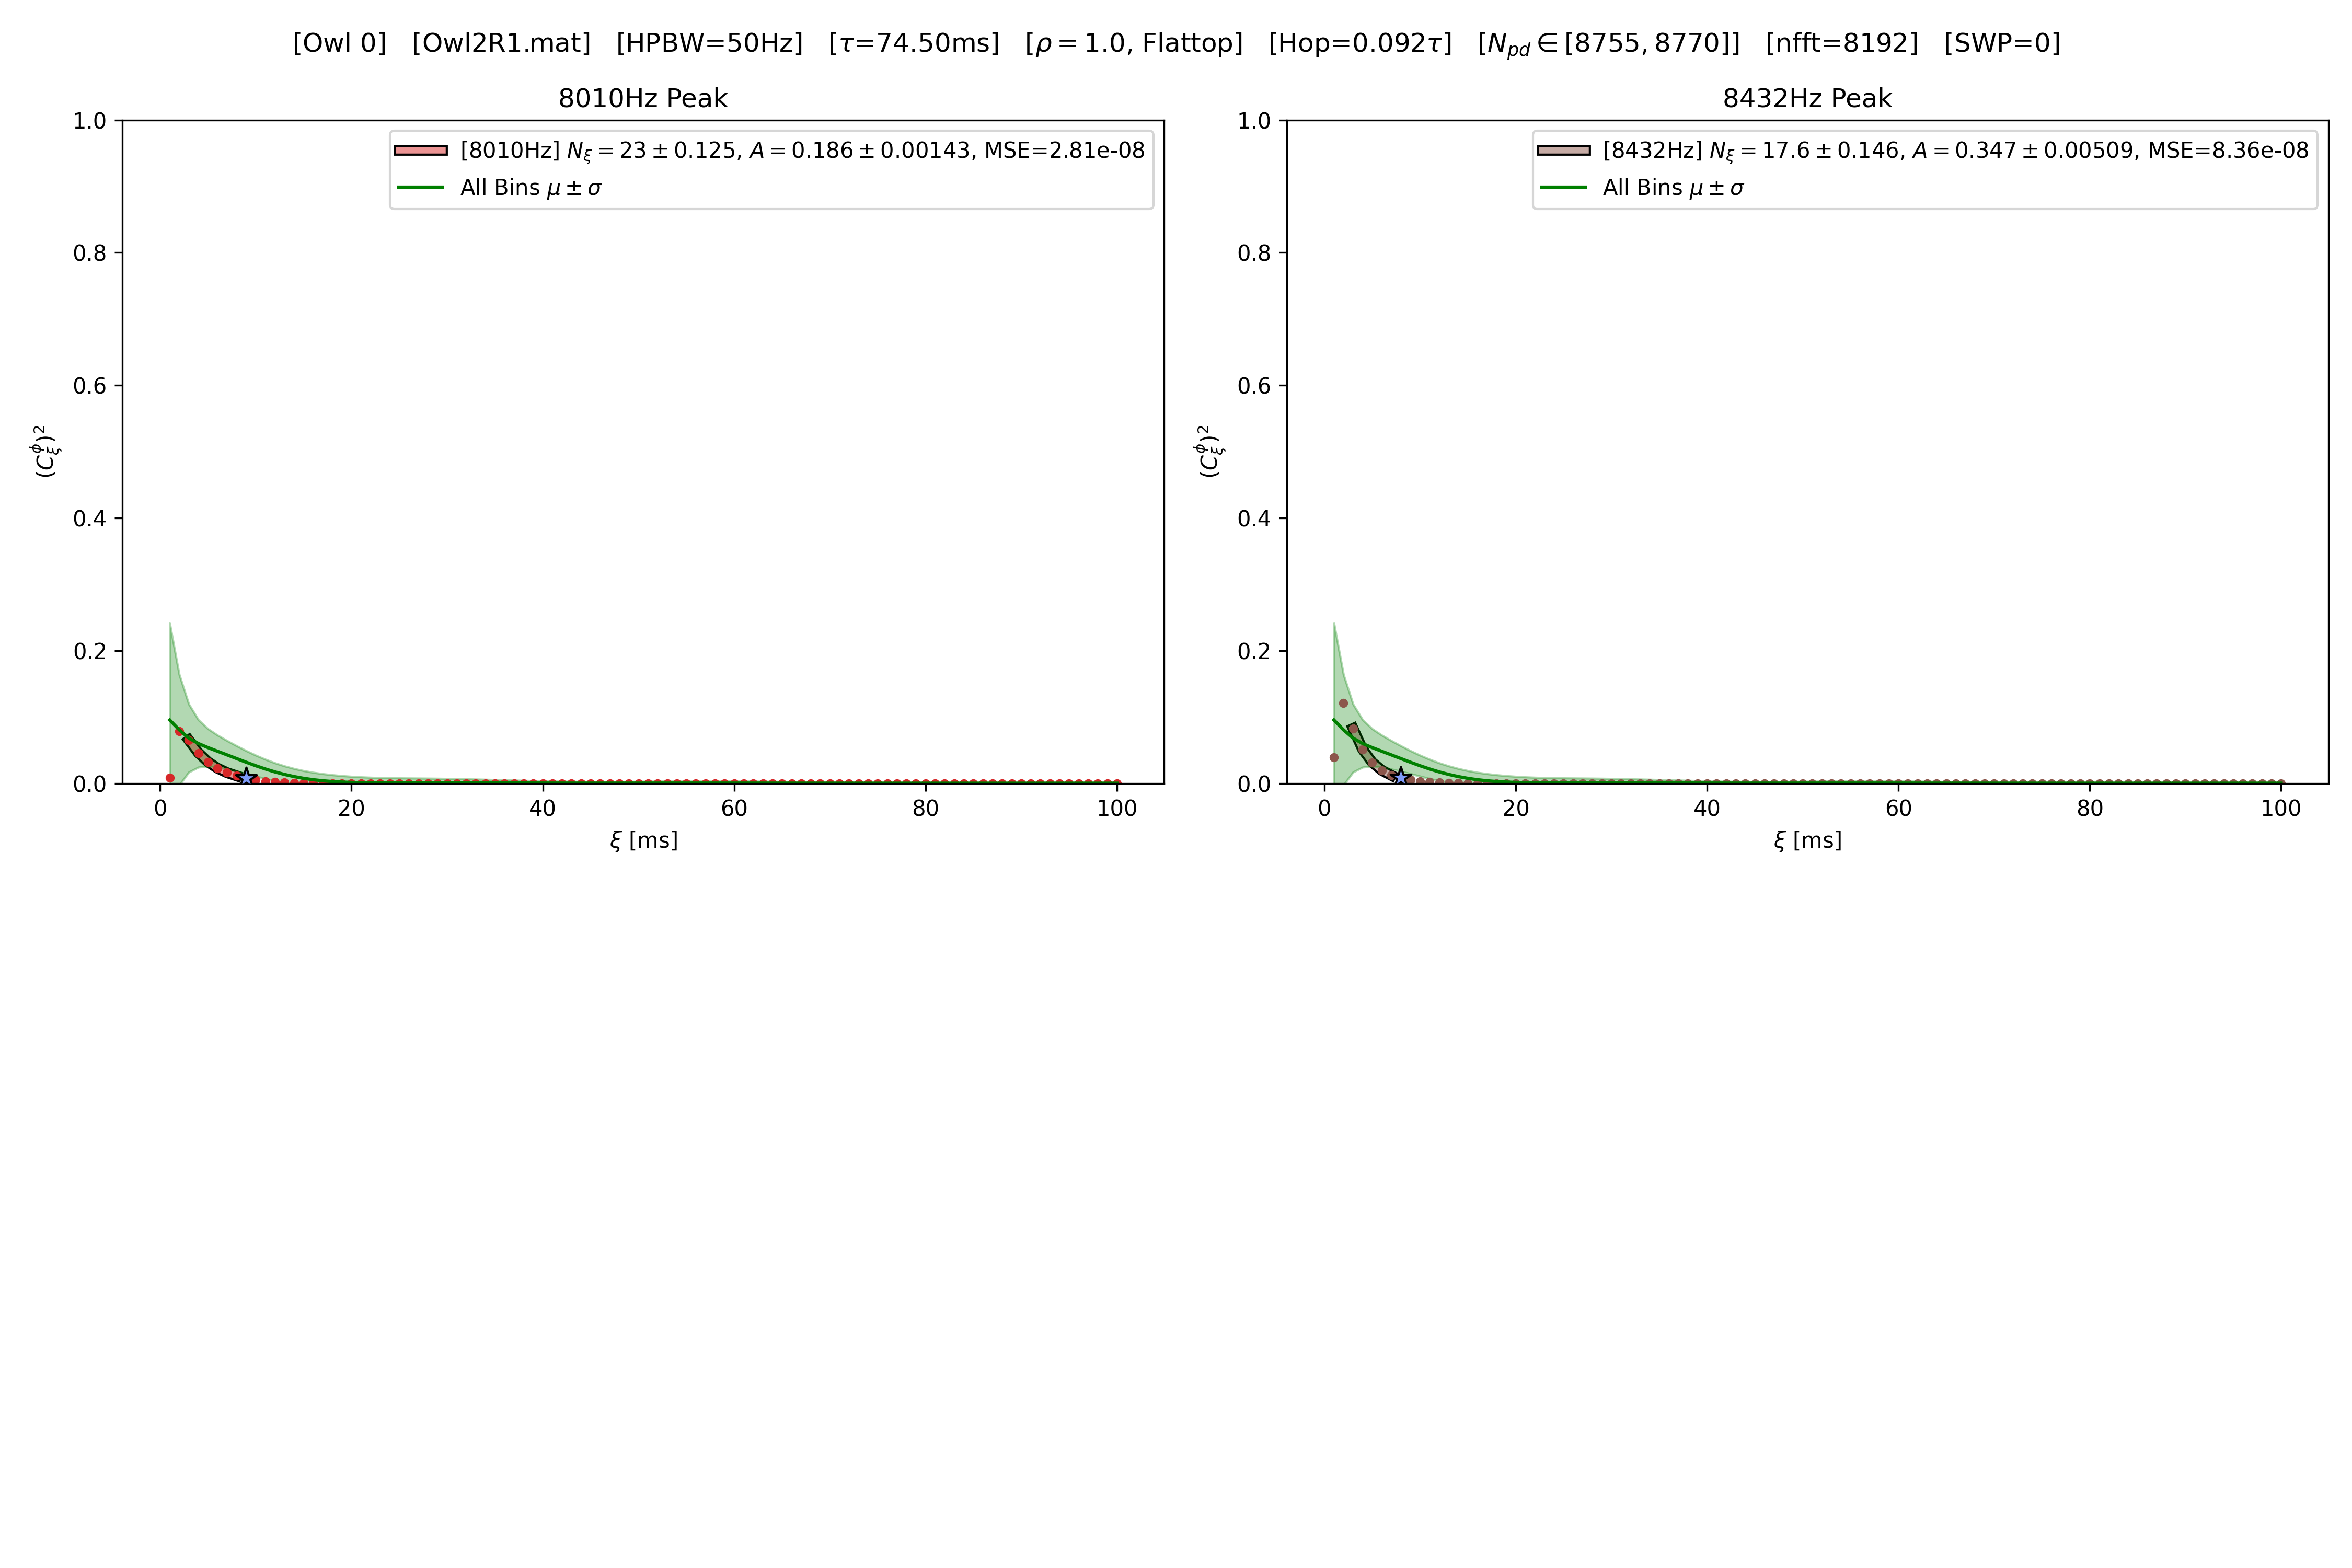 [Owl 0] [Owl2R1.mat] [HPBW=50Hz] [τ=74.50ms] [ρ = 1.0, Flattop] [Hop=0.092τ] [N_pd ∈ [8755, 8770]] [nfft=8192] [SWP=0]
8010Hz Peak
[8010Hz] N_ξ = 23 ± 0.125, A = 0.186 ± 0.00143, MSE=2.81e-08
All Bins μ ± σ
1.0
0.8
0.6
0.4
0.2
0.0
(C_ξ^ϕ)^2
0 20 40 60 80 100
ξ [ms]
8432Hz Peak
[8432Hz] N_ξ = 17.6 ± 0.146, A = 0.347 ± 0.00509, MSE=8.36e-08
All Bins μ ± σ
1.0
0.8
0.6
0.4
0.2
0.0
(C_ξ^ϕ)^2
0 20 40 60 80 100
ξ [ms]